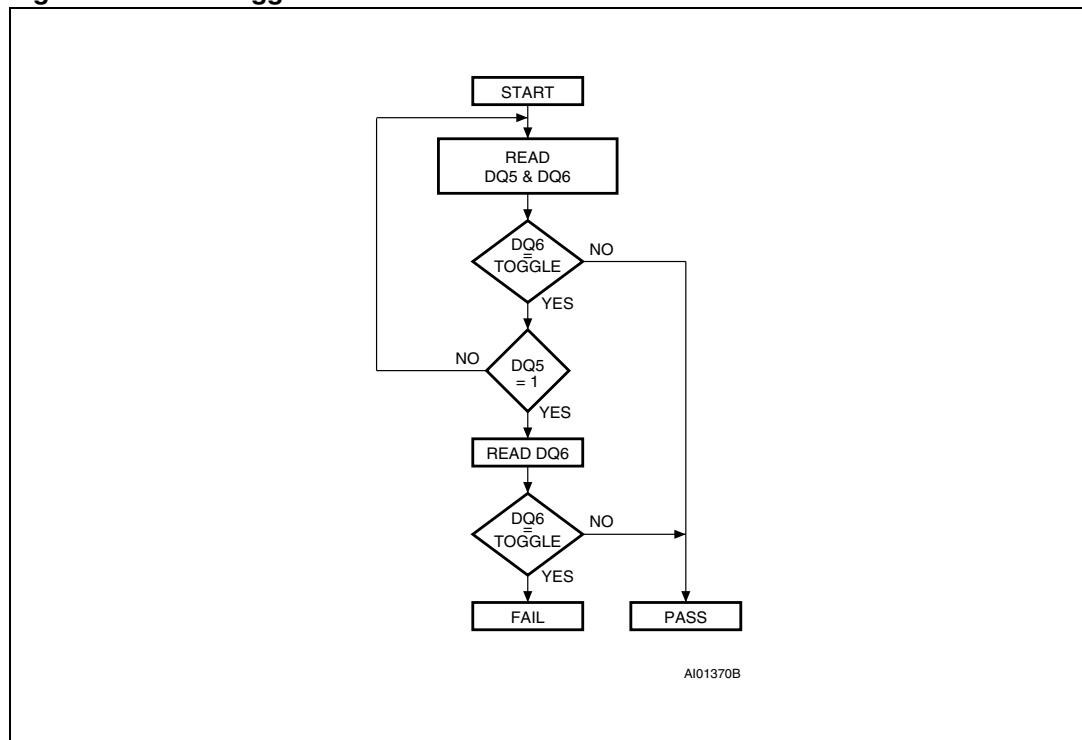 START
READ
DQ5 & DQ6
DQ6
=
TOGGLE
NO
YES
NO
DQ5
= 1
YES
READ DQ6
DQ6
=
TOGGLE
NO
YES
FAIL
PASS
AI01370B